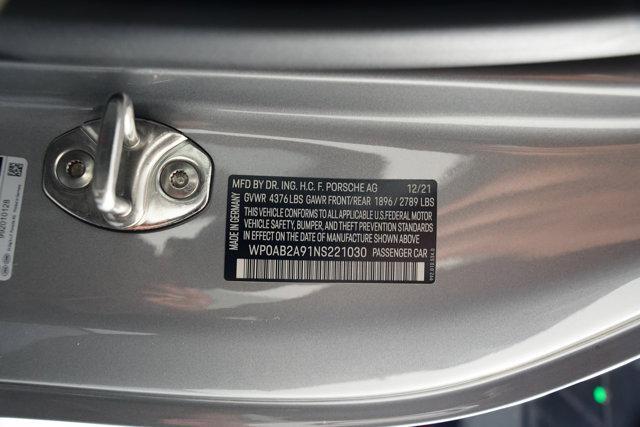 MFD BY DR. ING. H.C. F. PORSCHE AG 12/21
GVWR 4376 LBS GAWR FRONT/REAR 1896 / 2789 LBS
THIS VEHICLE CONFORMS TO ALL APPLICABLE U.S. FEDERAL MOTOR
VEHICLE SAFETY, BUMPER, AND THEFT PREVENTION STANDARDS
IN EFFECT ON THE DATE OF MANUFACTURE SHOWN ABOVE.
WP0AB2A91NS221030 PASSENGER CAR
MADE IN GERMANY
992010128